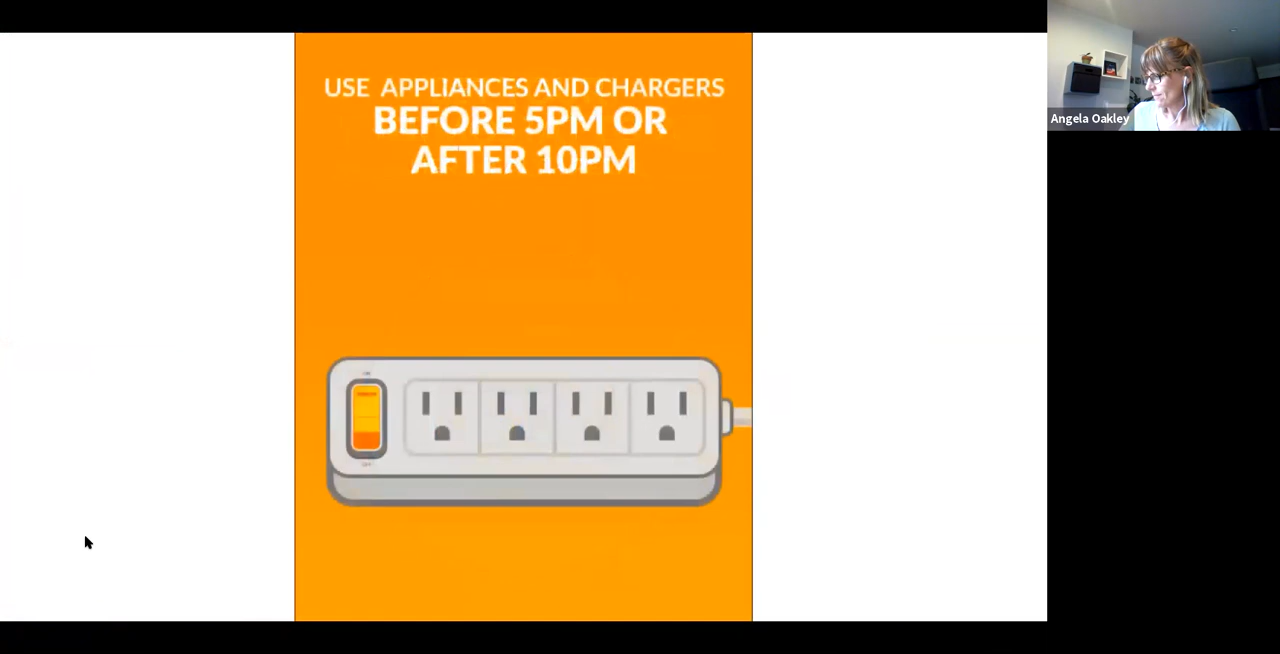 USE APPLIANCES AND CHARGERS
BEFORE 5PM OR
AFTER 10PM
Angela Oakley